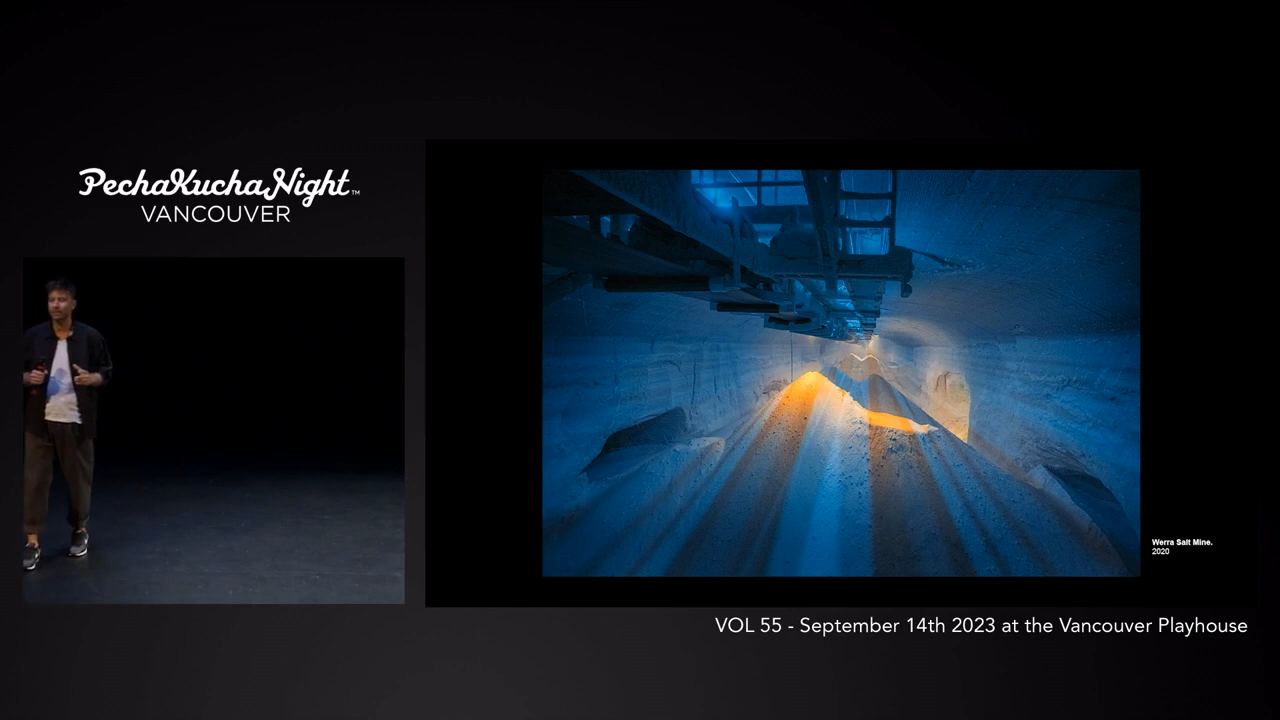 PechaKuchaNight™
VANCOUVER
Werra Salt Mine.
2020
VOL 55 - September 14th 2023 at the Vancouver Playhouse